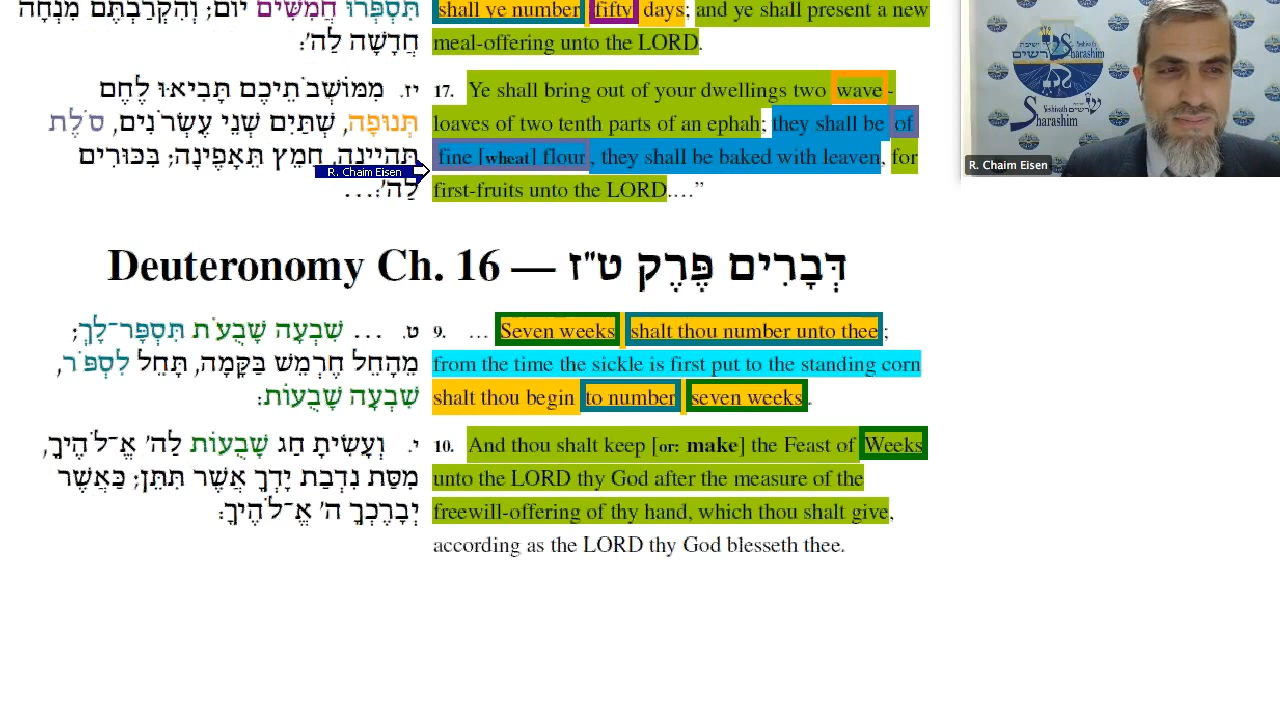 תִּסְפְּרוּ חֲמִשִּׁים יוֹם; וְהִקְרַבְתֶּם מִנְחָה
shall ye number fifty days; and ye shall present a new
חֲדָשָׁה לַה':
meal-offering unto the LORD.
יז. מִמּוֹשְׁבֹתֵיכֶם תָּבִיאּוּ לֶחֶם
17. Ye shall bring out of your dwellings two wave-
תְּנוּפָה, שְׁתַּיִם שְׁנֵי עֶשְׂרֹנִים, סֹלֶת
loaves of two tenth parts of an ephah; they shall be of
תִּהְיֶינָה, חָמֵץ תֵּאָפֶינָה; בִּכּוּרִים
fine [wheat] flour, they shall be baked with leaven, for
לַה':...
first-fruits unto the LORD....”
R. Chaim Eisen
Deuteronomy Ch. 16 — דְּבָרִים פֶּרֶק ט"ז
ט. ... שִׁבְעָה שָׁבֻעֹת תִּסְפָּר־לָךְ;
9. ... Seven weeks shalt thou number unto thee;
מֵהָחֵל חֶרְמֵשׁ בַּקָּמָה, תָּחֵל לִסְפֹּר,
from the time the sickle is first put to the standing corn
שִׁבְעָה שָׁבֻעוֹת:
shalt thou begin to number seven weeks.
י. וְעָשִׂיתָ חַג שָׁבֻעוֹת לַה' אֱ־לֹהֶיךָ,
10. And thou shalt keep [or: make] the Feast of Weeks
מִסַּת נִדְבַת יָדְךָ אֲשֶׁר תִּתֵּן; כַּאֲשֶׁר
unto the LORD thy God after the measure of the
יְבָרֶכְךָ ה' אֱ־לֹהֶיךָ:
freewill-offering of thy hand, which thou shalt give,
according as the LORD thy God blesseth thee.
Yeshivath
Sharashim
R. Chaim Eisen